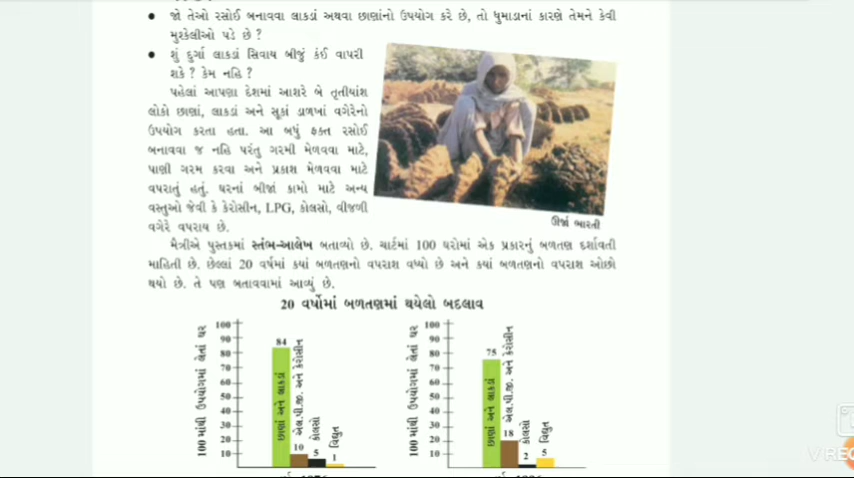 • જો તેઓ રસોઈ બનાવવા લાકડાં અથવા છાણાંનો ઉપયોગ કરે છે, તો ધુમાડાનાં કારણે તેમને કેવી
મુશ્કેલીઓ પડે છે ?
• શું દુર્ગા લાકડાં સિવાય બીજું કંઈ વાપરી
શકે ? કેમ નહિ ?
પહેલાં આપણા દેશમાં આશરે બે તૃતીયાંશ
લોકો છાણાં, લાકડાં અને સૂકાં ડાળખાં વગેરેનો
ઉપયોગ કરતા હતા. આ બધું ફક્ત રસોઈ
બનાવવા જ નહિ પરંતુ ગરમી મેળવવા માટે,
પાણી ગરમ કરવા અને પ્રકાશ મેળવવા માટે
વપરાતું હતું. ઘરનાં બીજાં કામો માટે અન્ય
વસ્તુઓ જેવી કે કેરોસીન, LPG, કોલસો, વીજળી
વગેરે વપરાય છે.
ઊર્જા ભારતી
મૈત્રીએ પુસ્તકમાં સ્તંભ-આલેખ બતાવ્યો છે. ચાર્ટમાં 100 ઘરોમાં એક પ્રકારનું બળતણ દર્શાવતી
માહિતી છે. છેલ્લાં 20 વર્ષમાં કયાં બળતણનો વપરાશ વધ્યો છે અને કયાં બળતણનો વપરાશ ઓછો
થયો છે. તે પણ બતાવવામાં આવ્યું છે.
20 વર્ષોમાં બળતણમાં થયેલો બદલાવ
100 માંથી ઉપયોગમાં લેતાં ઘર
100
90
80
70
60
50
40
30
20
10
84
છાણાં અને લાકડાં
10
એલ.પી.જી. અને કેરોસીન
5
કોલસો
1
વિદ્યુત
100 માંથી ઉપયોગમાં લેતાં ઘર
100
90
80
70
60
50
40
30
20
10
75
છાણાં અને લાકડાં
18
એલ.પી.જી. અને કેરોસીન
2
કોલસો
5
વિદ્યુત